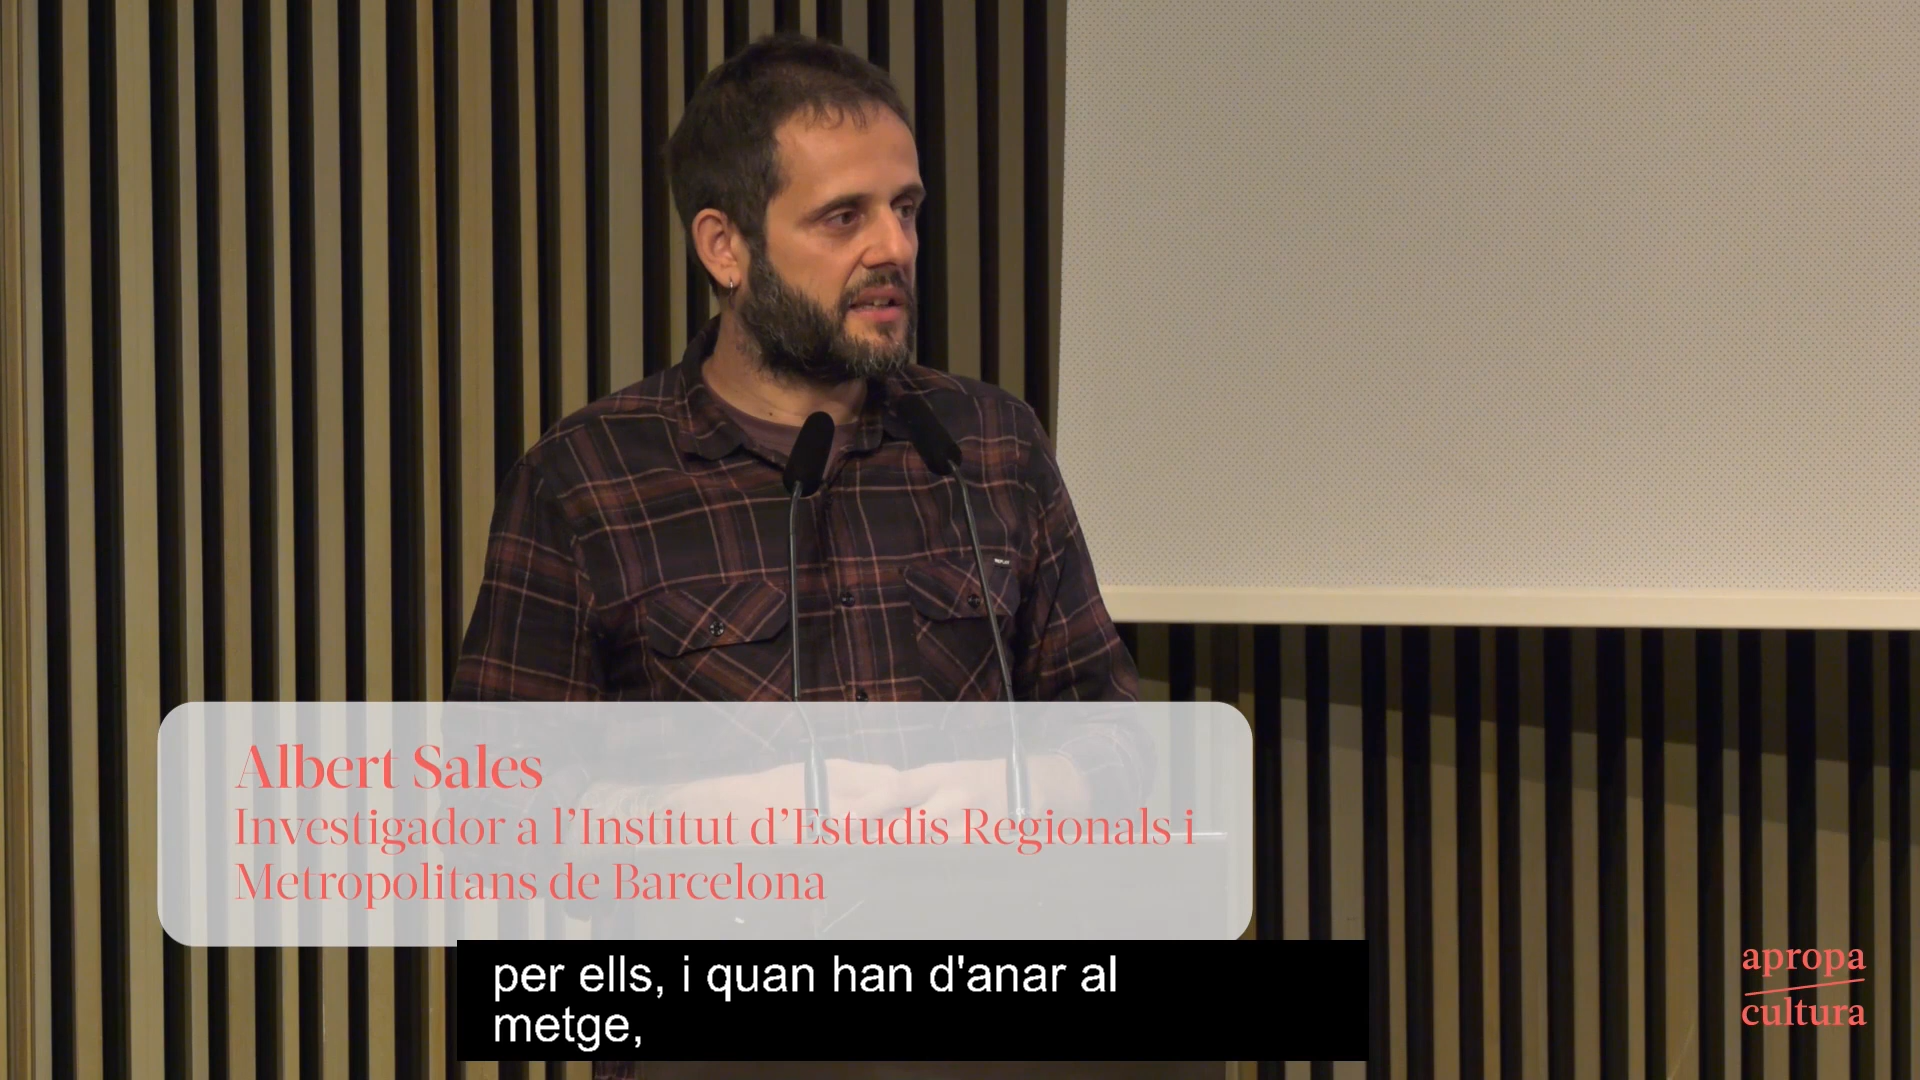 Albert Sales
Investigador a l’Institut d’Estudis Regionals i
Metropolitans de Barcelona
per ells, i quan han d'anar al
metge,
apropa
cultura